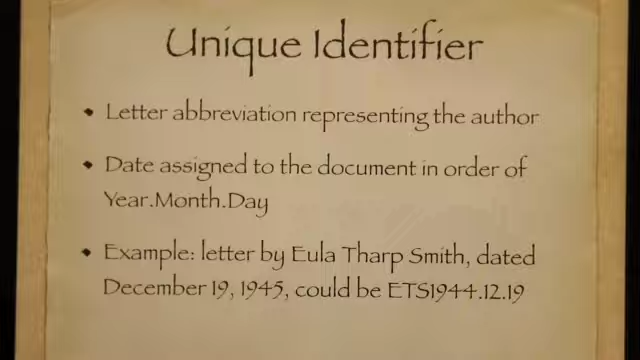 Unique Identifier
• Letter abbreviation representing the author
• Date assigned to the document in order of
Year.Month.Day
• Example: letter by Eula Tharp Smith, dated
December 19, 1945, could be ETS1944.12.19